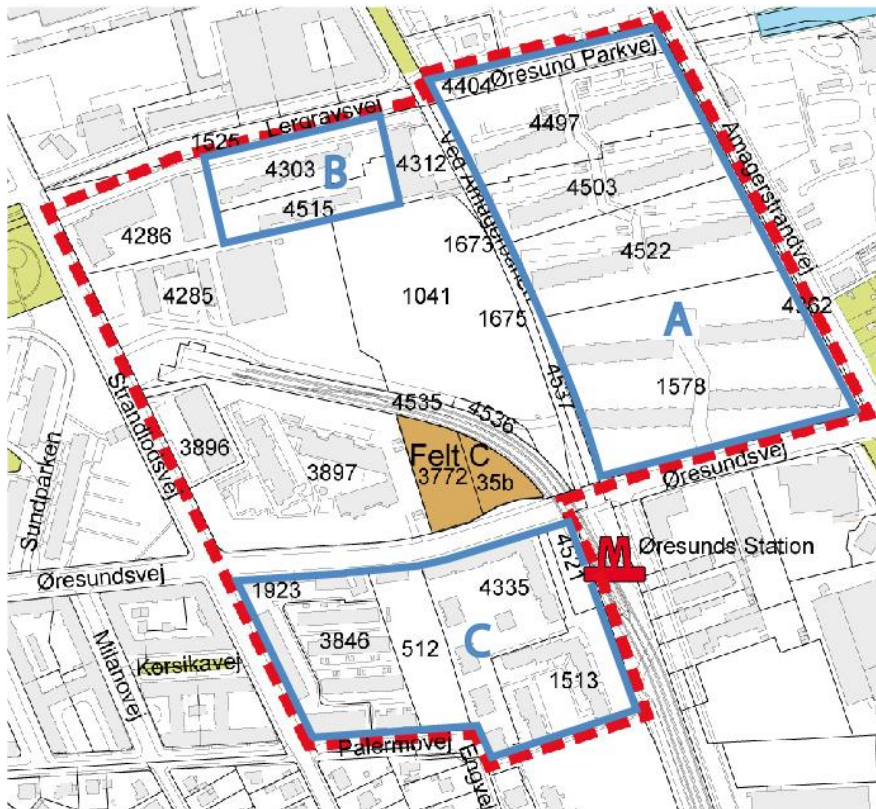 Øresund Parkvej
4404
Lergravsvej
1525
4497
Ved Amagerbanen
Amagerstrandvej
4303
B
4312
4503
4515
4286
1673
4522
4285
1041
1675
4262
A
4537
1578
Strandlodsvej
4535
4536
3896
3897
Felt C
3772
35b
Øresundsvej
Sundparken
M
Øresunds Station
4521
Øresundsvej
1923
4335
3846
512
C
Milanovej
Korsikavej
1513
Palermovej
Engvej